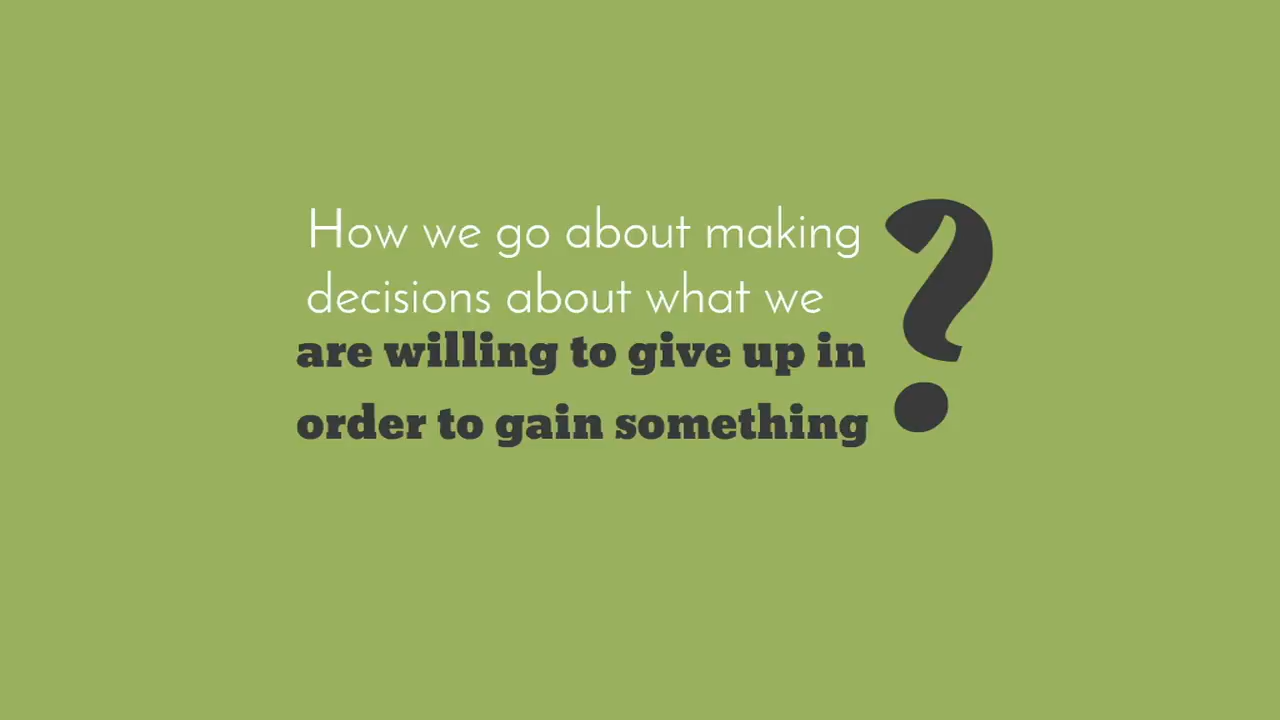 How we go about making
decisions about what we
are willing to give up in
order to gain something
?